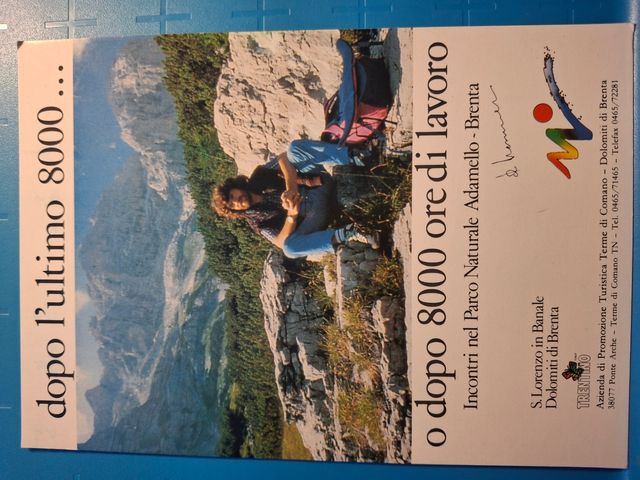 dopo l'ultimo 8000 ...
o dopo 8000 ore di lavoro
Incontri nel Parco Naturale Adamello - Brenta
S. Lorenzo in Banale
Dolomiti di Brenta
TRENTINO
Azienda di Promozione Turistica Terme di Comano - Dolomiti di Brenta
38077 Ponte Arche - Terme di Comano TN - Tel. 0465/71465 - Telefax 0465/72281